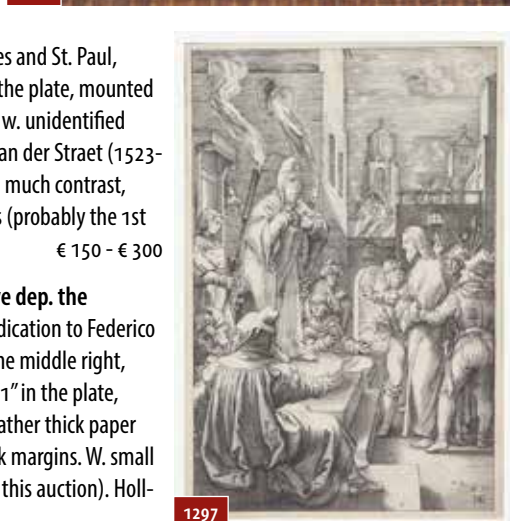 es and St. Paul,
the plate, mounted
w. unidentified
an der Straet (1523-
much contrast,
s (probably the 1st
€ 150 - € 300
e dep. the
dication to Federico
he middle right,
1” in the plate,
ather thick paper
k margins. W. small
this auction). Holl-
1297